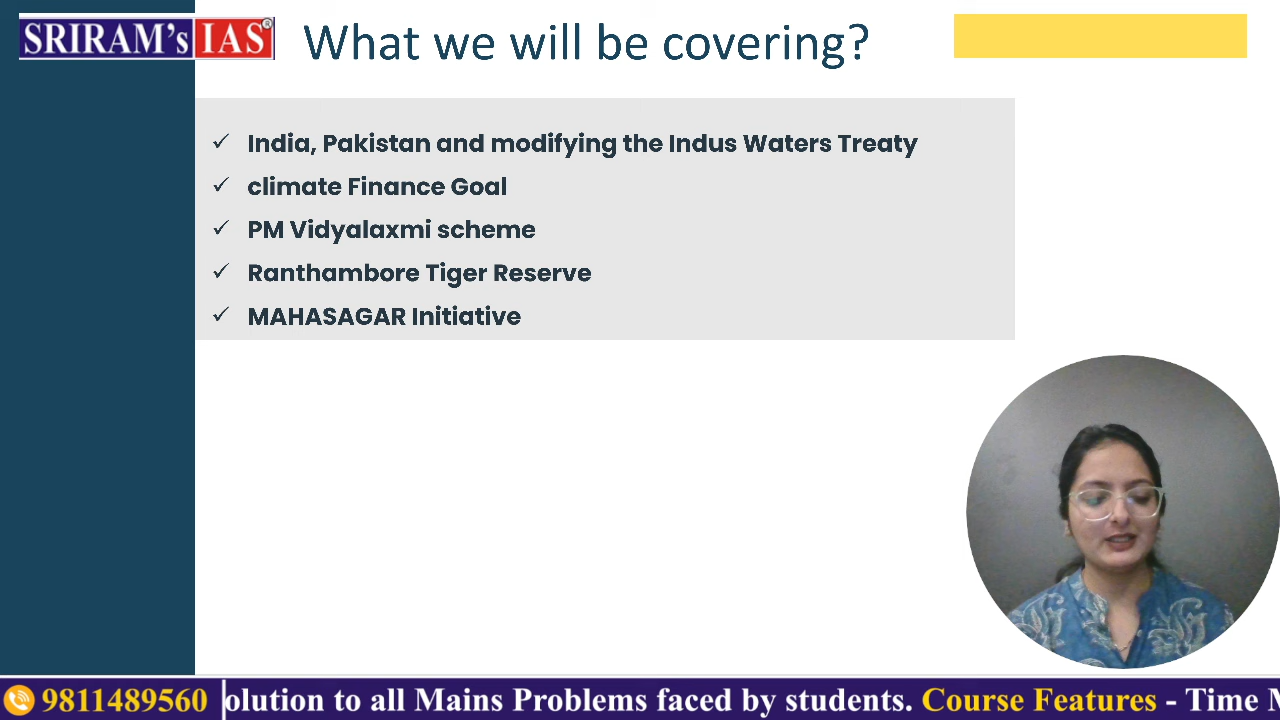 SRIRAM's IAS®
What we will be covering?
✓ India, Pakistan and modifying the Indus Waters Treaty
✓ climate Finance Goal
✓ PM Vidyalaxmi scheme
✓ Ranthambore Tiger Reserve
✓ MAHASAGAR Initiative
9811489560 olution to all Mains Problems faced by students. Course Features - Time